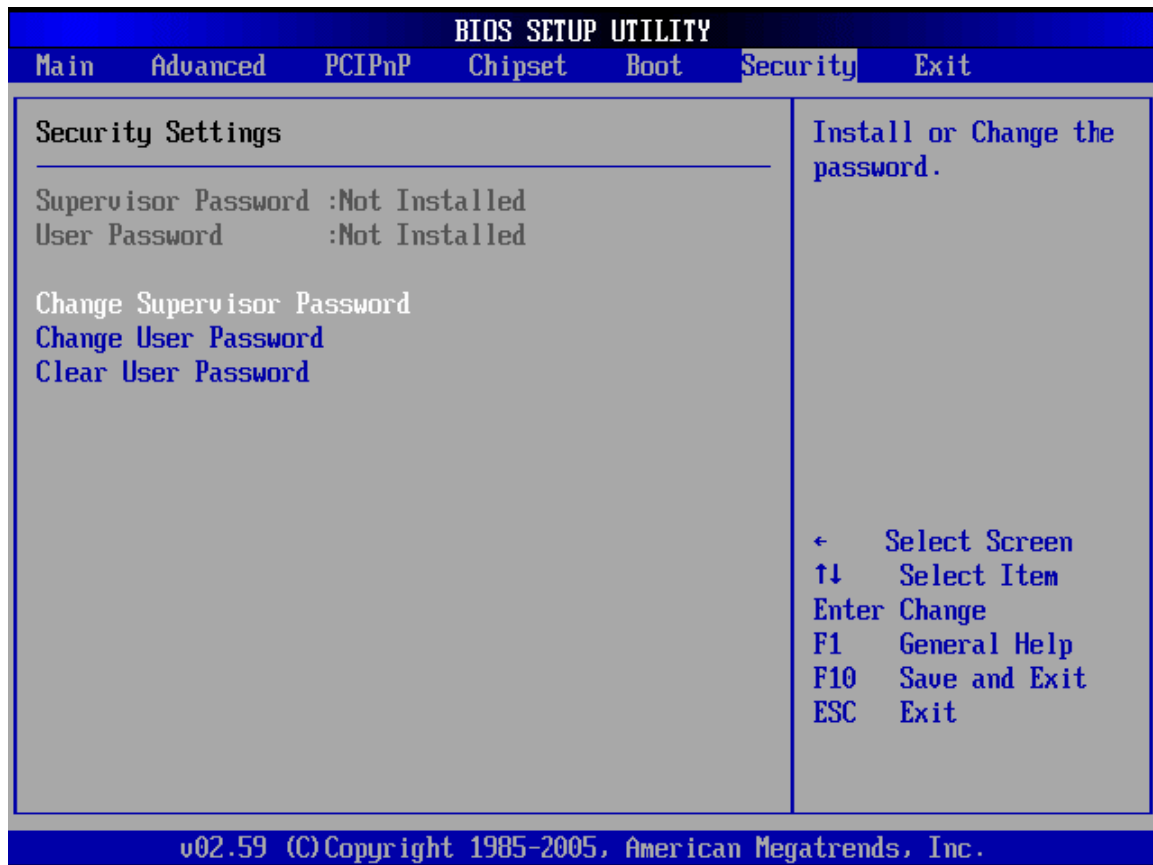 BIOS SETUP UTILITY
Main Advanced PCIPnP Chipset Boot Security Exit
Security Settings
Supervisor Password :Not Installed
User Password :Not Installed
Change Supervisor Password
Change User Password
Clear User Password
Install or Change the
password.
← Select Screen
↑↓ Select Item
Enter Change
F1 General Help
F10 Save and Exit
ESC Exit
v02.59 (C)Copyright 1985-2005, American Megatrends, Inc.